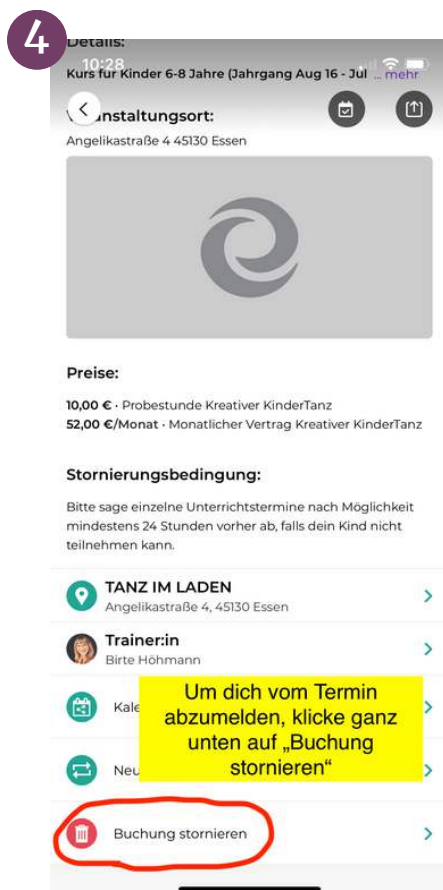 4
Details:
10:28
Kurs für Kinder 6-8 Jahre (Jahrgang Aug 16 - Jul ... mehr
nstaltungsort:
Angelikastraße 4 45130 Essen
Preise:
10,00 € · Probestunde Kreativer KinderTanz
52,00 €/Monat · Monatlicher Vertrag Kreativer KinderTanz
Stornierungsbedingung:
Bitte sage einzelne Unterrichtstermine nach Möglichkeit
mindestens 24 Stunden vorher ab, falls dein Kind nicht
teilnehmen kann.
TANZ IM LADEN
Angelikastraße 4, 45130 Essen
Trainer:in
Birte Höhmann
Kale
Um dich vom Termin
abzumelden, klicke ganz
unten auf „Buchung
stornieren“
Neu
Buchung stornieren